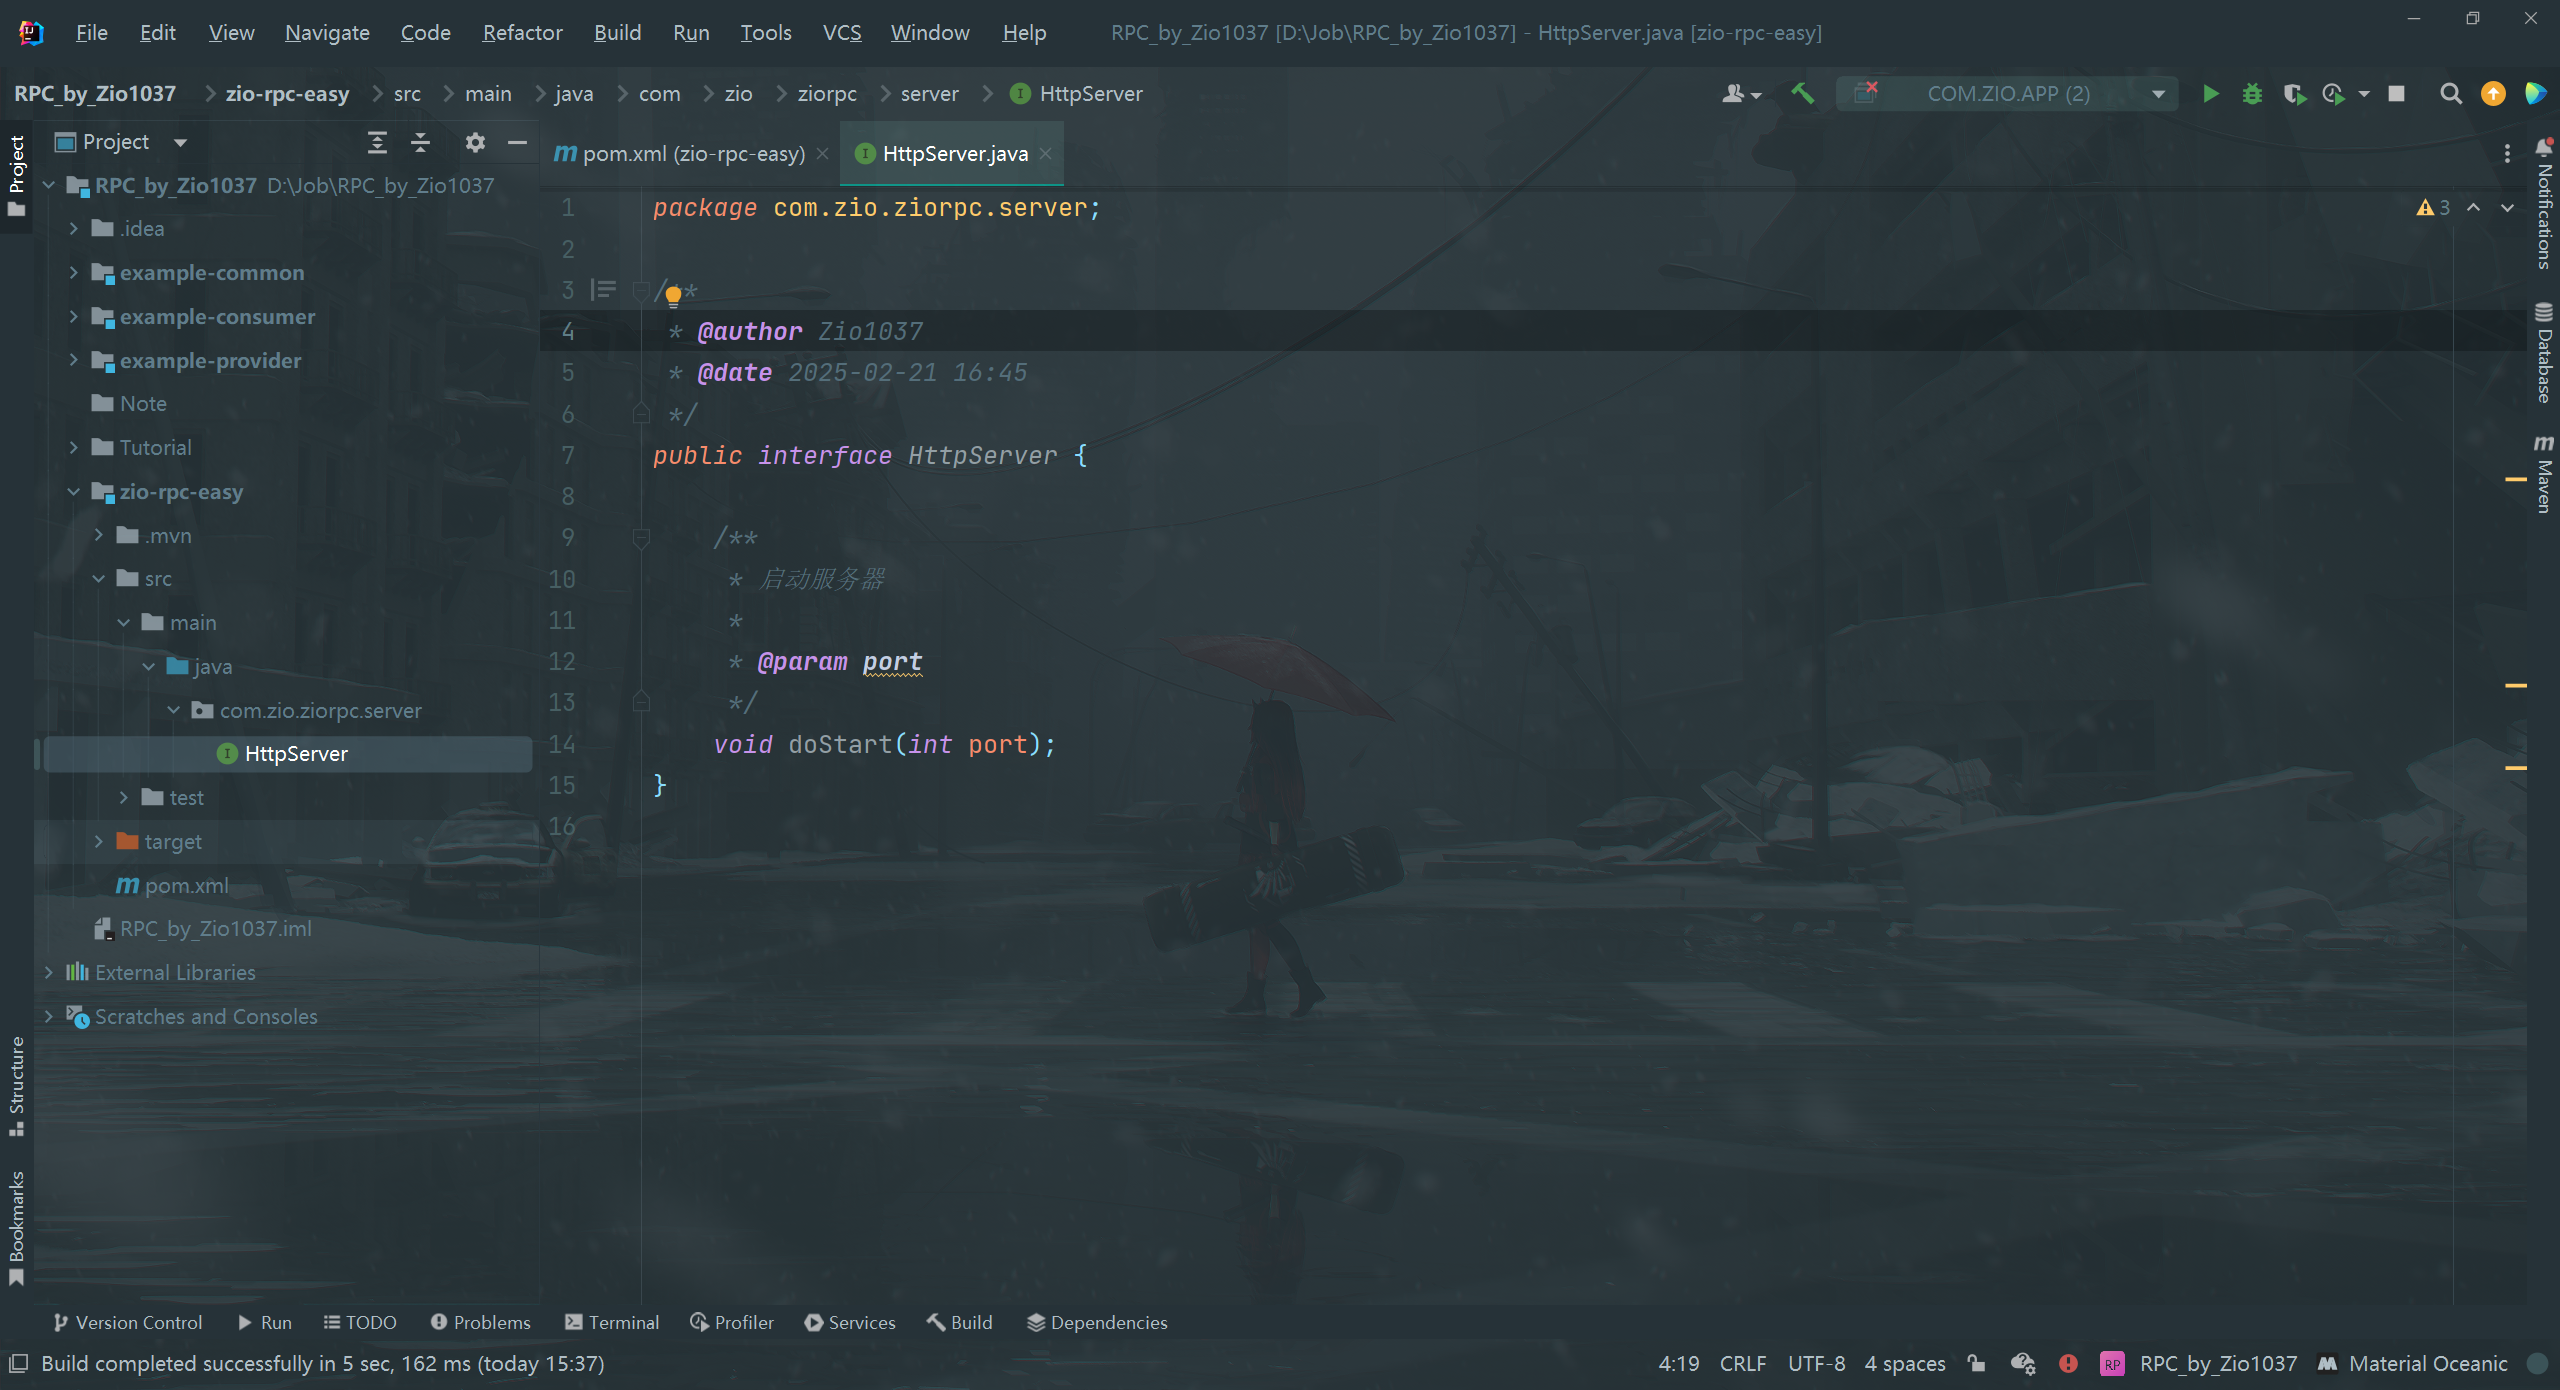 File Edit View Navigate Code Refactor Build Run Tools VCS Window Help RPC_by_Zio1037 [D:\Job\RPC_by_Zio1037] - HttpServer.java [zio-rpc-easy]
RPC_by_Zio1037 zio-rpc-easy src main java com zio ziorpc server HttpServer COM.ZIO.APP (2)
Project
Project
pom.xml (zio-rpc-easy) HttpServer.java
RPC_by_Zio1037 D:\Job\RPC_by_Zio1037
.idea
example-common
example-consumer
example-provider
Note
Tutorial
zio-rpc-easy
.mvn
src
main
java
com.zio.ziorpc.server
HttpServer
test
target
pom.xml
RPC_by_Zio1037.iml
External Libraries
Scratches and Consoles
Structure
Bookmarks
1 package com.zio.ziorpc.server;
2
3 /**
4 * @author Zio1037
5 * @date 2025-02-21 16:45
6 */
7 public interface HttpServer {
8
9 /**
10 * 启动服务器
11 *
12 * @param port
13 */
14 void doStart(int port);
15 }
16
3
Notifications
Database
Maven
Version Control Run TODO Problems Terminal Profiler Services Build Dependencies
Build completed successfully in 5 sec, 162 ms (today 15:37) 4:19 CRLF UTF-8 4 spaces RP RPC_by_Zio1037 Material Oceanic